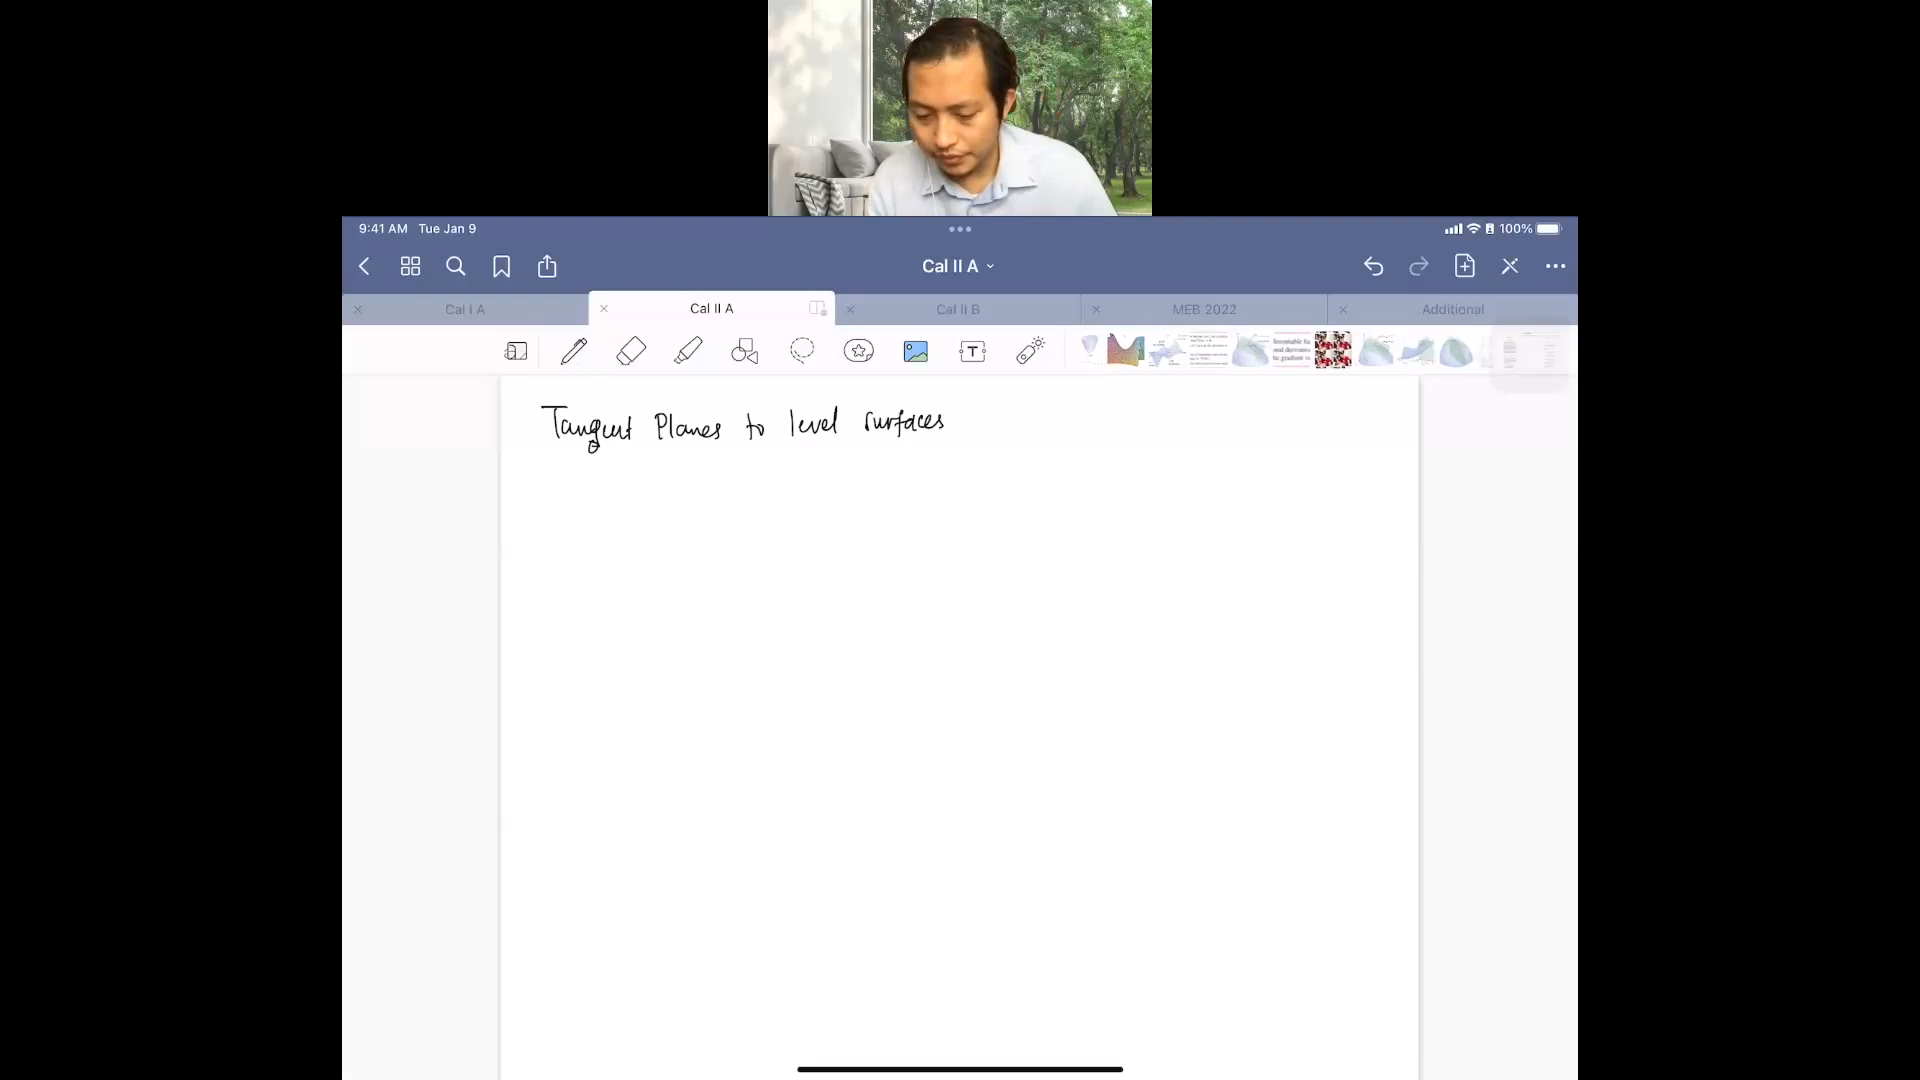 9:41 AM Tue Jan 9
100%
Cal II A
Cal I A
Cal II A
Cal II B
MEB 2022
Additional
T
Tangent Planes to level surfaces